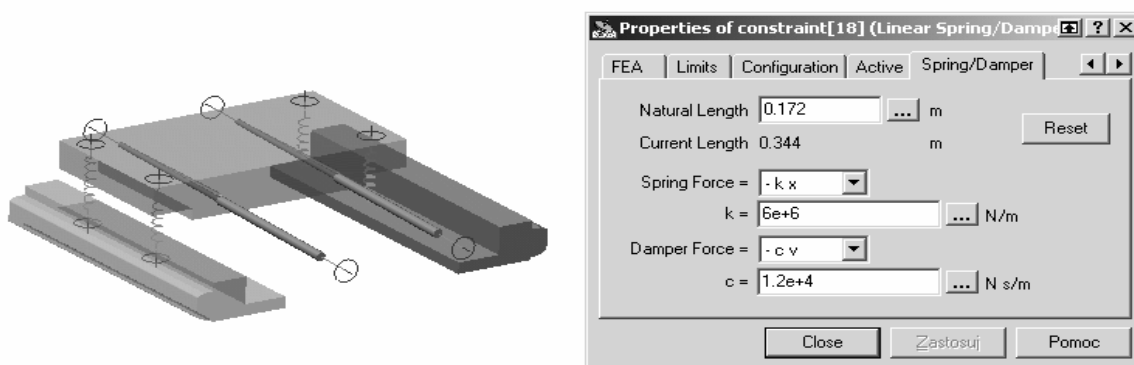 Properties of constraint[18] (Linear Spring/Dampe
FEA Limits Configuration Active Spring/Damper
Natural Length 0.172 ... m
Reset
Current Length 0.344 m
Spring Force = - k x
k = 6e+6 ... N/m
Damper Force = - c v
c = 1.2e+4 ... N s/m
Close Zastosuj Pomoc